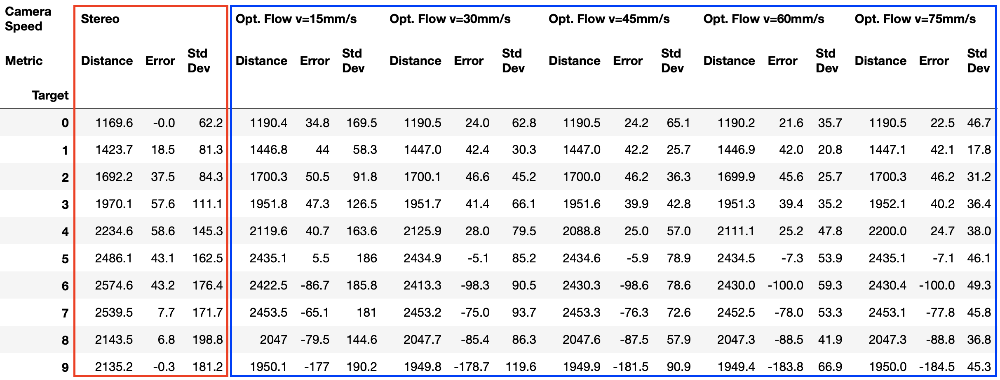 Camera Speed Stereo Opt. Flow v=15mm/s Opt. Flow v=30mm/s Opt. Flow v=45mm/s Opt. Flow v=60mm/s Opt. Flow v=75mm/s
Metric Distance Error Std Dev Distance Error Std Dev Distance Error Std Dev Distance Error Std Dev Distance Error Std Dev Distance Error Std Dev
Target
0 1169.6 -0.0 62.2 1190.4 34.8 169.5 1190.5 24.0 62.8 1190.5 24.2 65.1 1190.2 21.6 35.7 1190.5 22.5 46.7
1 1423.7 18.5 81.3 1446.8 44 58.3 1447.0 42.4 30.3 1447.0 42.2 25.7 1446.9 42.0 20.8 1447.1 42.1 17.8
2 1692.2 37.5 84.3 1700.3 50.5 91.8 1700.1 46.6 45.2 1700.0 46.2 36.3 1699.9 45.6 25.7 1700.3 46.2 31.2
3 1970.1 57.6 111.1 1951.8 47.3 126.5 1951.7 41.4 66.1 1951.6 39.9 42.8 1951.3 39.4 35.2 1952.1 40.2 36.4
4 2234.6 58.6 145.3 2119.6 40.7 163.6 2125.9 28.0 79.5 2088.8 25.0 57.0 2111.1 25.2 47.8 2200.0 24.7 38.0
5 2486.1 43.1 162.5 2435.1 5.5 186 2434.9 -5.1 85.2 2434.6 -5.9 78.9 2434.5 -7.3 53.9 2435.1 -7.1 46.1
6 2574.6 43.2 176.4 2422.5 -86.7 185.8 2413.3 -98.3 90.5 2430.3 -98.6 78.6 2430.0 -100.0 59.3 2430.4 -100.0 49.3
7 2539.5 7.7 171.7 2453.5 -65.1 181 2453.2 -75.0 93.7 2453.3 -76.3 72.6 2452.5 -78.0 53.3 2453.1 -77.8 45.8
8 2143.5 6.8 198.8 2047 -79.5 144.6 2047.7 -85.4 86.3 2047.6 -87.5 57.9 2047.3 -88.5 41.9 2047.3 -88.8 36.8
9 2135.2 -0.3 181.2 1950.1 -177 190.2 1949.8 -178.7 119.6 1949.9 -181.5 90.9 1949.4 -183.8 66.9 1950.0 -184.5 45.3